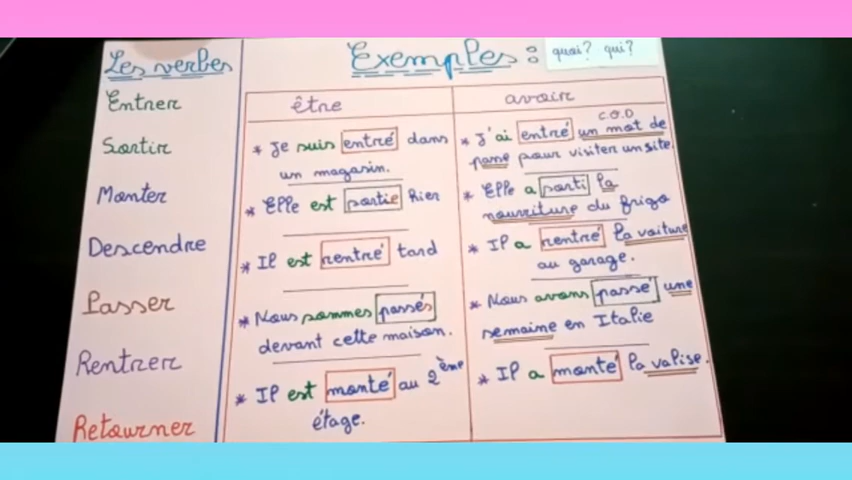 Les verbes
Entrer
Sortir
Monter
Descendre
Passer
Rentrer
Retourner
Exemples :
quoi? qui?
être
* Je suis entré dans
un magasin.
* Elle est sortie hier
* Il est rentré tard
* Nous sommes passés
devant cette maison.
* Il est monté au 2ème
étage.
avoir
C.O.D
* J'ai entré un mot de
passe pour visiter un site.
* Elle a sorti la
nourriture du frigo
* Il a rentré la voiture
au garage.
* Nous avons passé une
semaine en Italie
* Il a monté la valise.